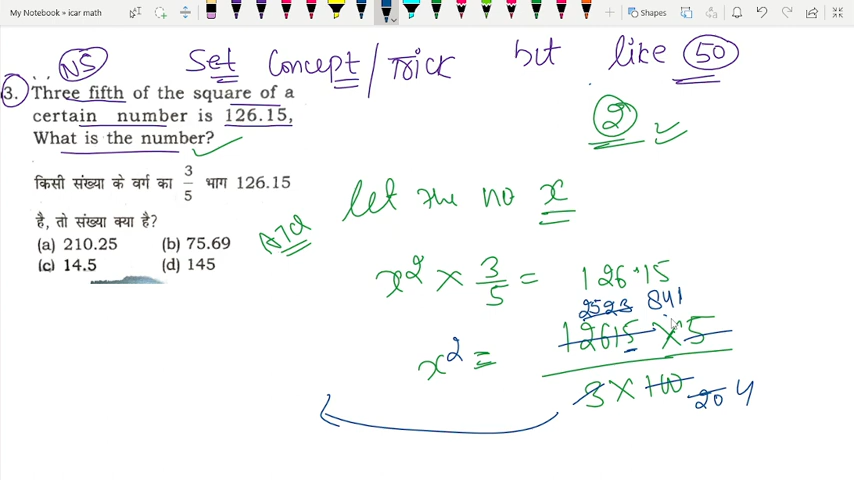 My Notebook » icar math
Shapes
NS Set Concept / Trick but like 50
3. Three fifth of the square of a
certain number is 126.15,
What is the number?
किसी संख्या के वर्ग का 3/5 भाग 126.15
है, तो संख्या क्या है?
(a) 210.25 (b) 75.69
(c) 14.5 (d) 145
2
let the no x
x² × 3/5 = 126.15
2523 841
x² = 12615 × 5
3 × 100 20 4